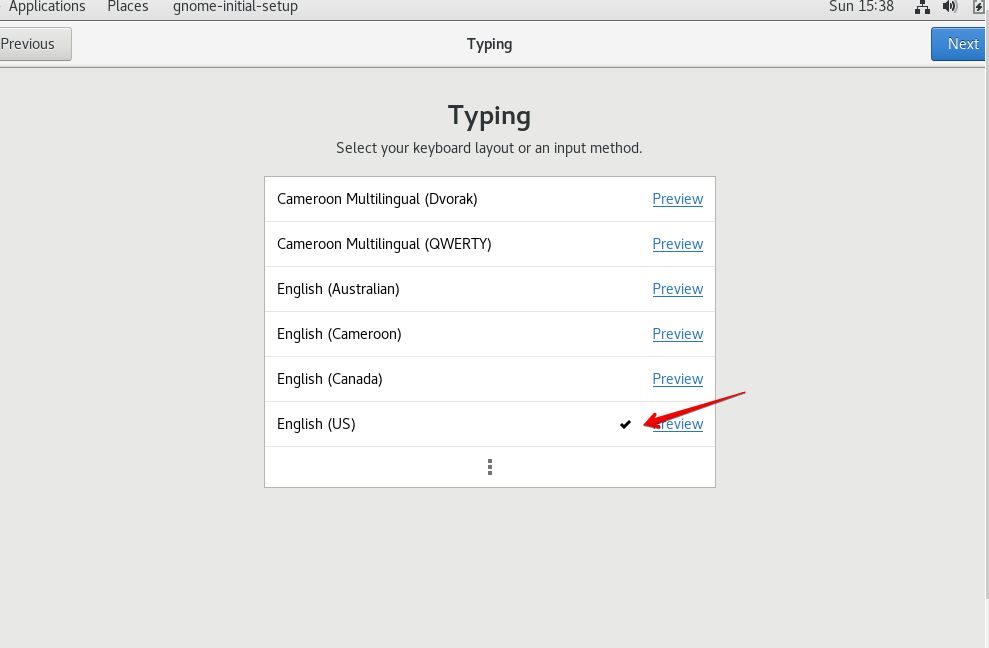 Applications Places gnome-initial-setup Sun 15:38
Previous Typing Next
Typing
Select your keyboard layout or an input method.
Cameroon Multilingual (Dvorak) Preview
Cameroon Multilingual (QWERTY) Preview
English (Australian) Preview
English (Cameroon) Preview
English (Canada) Preview
English (US) Preview